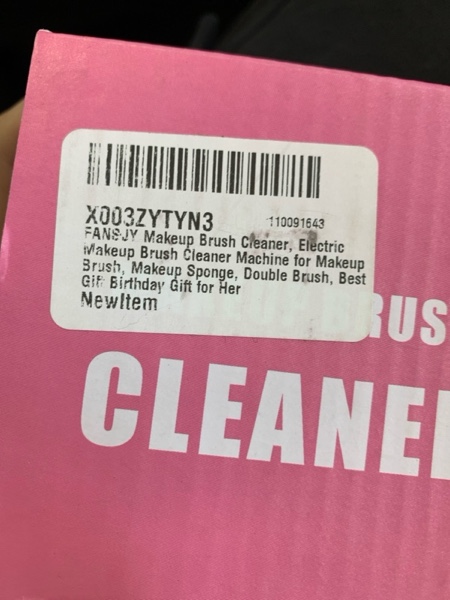 X003ZYTYN3 110091643
FANSJY Makeup Brush Cleaner, Electric
Makeup Brush Cleaner Machine for Makeup
Brush, Makeup Sponge, Double Brush, Best
Gift Birthday Gift for Her
NewItem
RUS
CLEANE